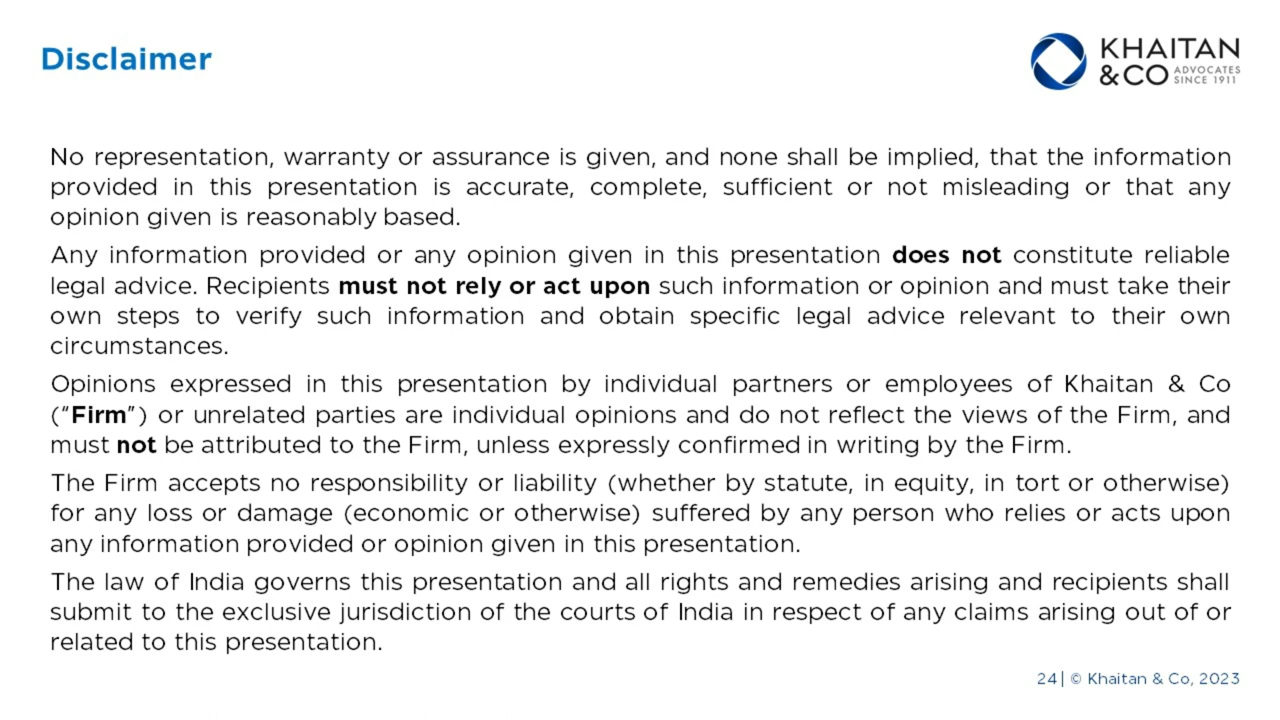 Disclaimer
KHAITAN
&CO ADVOCATES
SINCE 1911
No representation, warranty or assurance is given, and none shall be implied, that the information
provided in this presentation is accurate, complete, sufficient or not misleading or that any
opinion given is reasonably based.
Any information provided or any opinion given in this presentation does not constitute reliable
legal advice. Recipients must not rely or act upon such information or opinion and must take their
own steps to verify such information and obtain specific legal advice relevant to their own
circumstances.
Opinions expressed in this presentation by individual partners or employees of Khaitan & Co
(“Firm”) or unrelated parties are individual opinions and do not reflect the views of the Firm, and
must not be attributed to the Firm, unless expressly confirmed in writing by the Firm.
The Firm accepts no responsibility or liability (whether by statute, in equity, in tort or otherwise)
for any loss or damage (economic or otherwise) suffered by any person who relies or acts upon
any information provided or opinion given in this presentation.
The law of India governs this presentation and all rights and remedies arising and recipients shall
submit to the exclusive jurisdiction of the courts of India in respect of any claims arising out of or
related to this presentation.
24| © Khaitan & Co, 2023